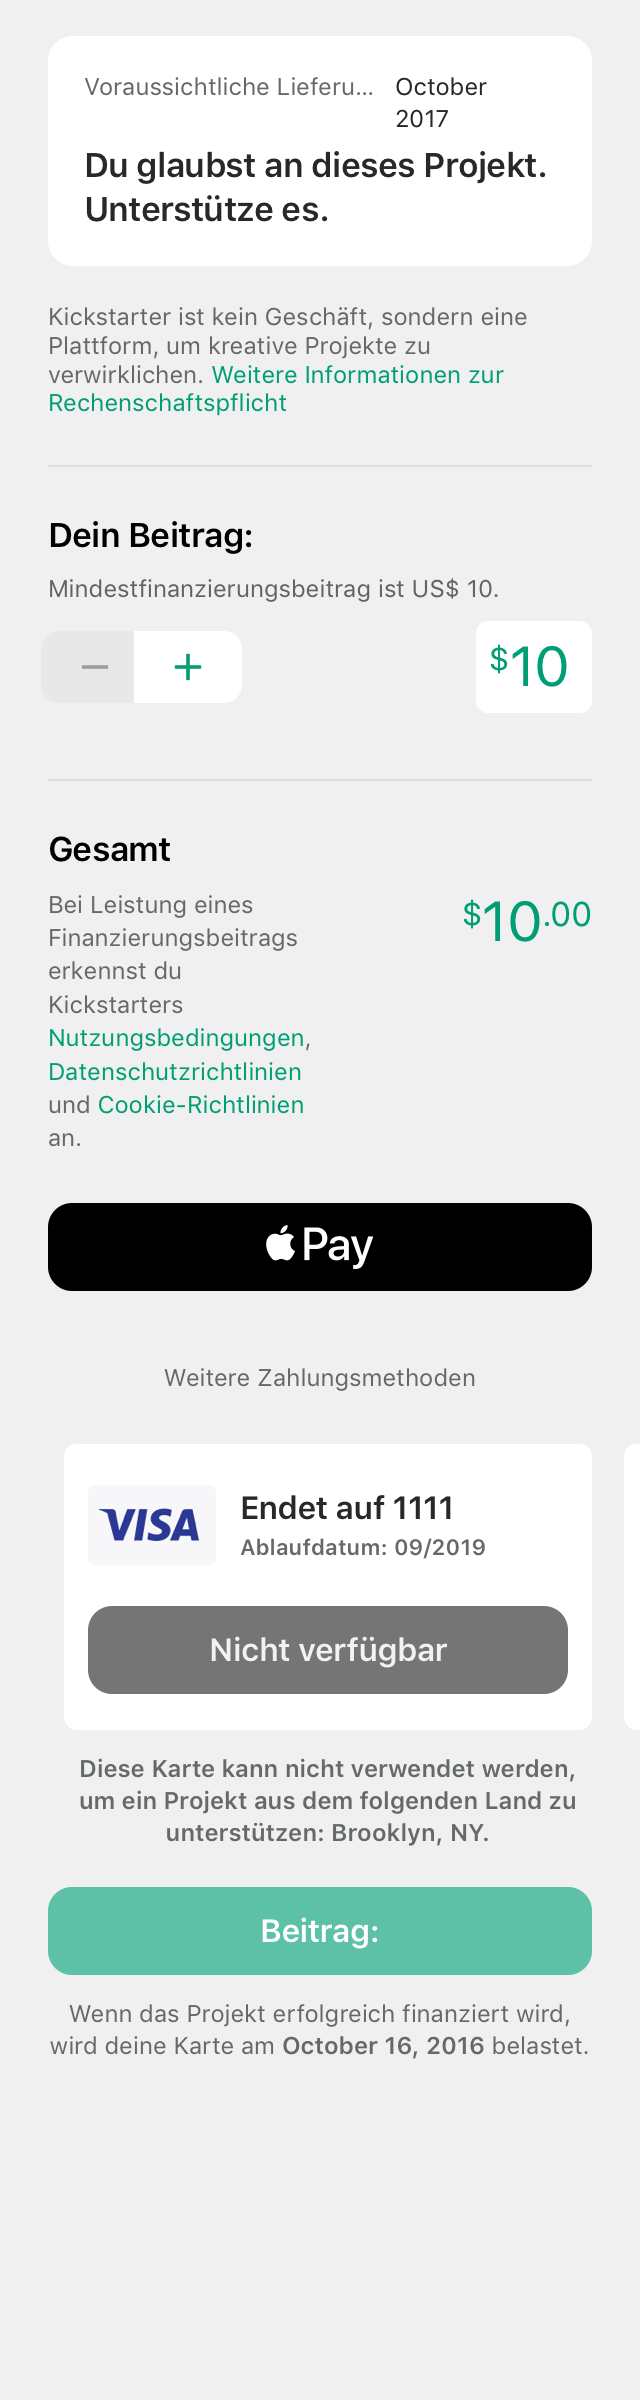 Voraussichtliche Lieferu... October
2017
Du glaubst an dieses Projekt.
Unterstütze es.
Kickstarter ist kein Geschäft, sondern eine
Plattform, um kreative Projekte zu
verwirklichen. Weitere Informationen zur
Rechenschaftspflicht
Dein Beitrag:
Mindestfinanzierungsbeitrag ist US$ 10.
− +
$10
Gesamt
Bei Leistung eines
Finanzierungsbeitrags
erkennst du
Kickstarters
Nutzungsbedingungen,
Datenschutzrichtlinien
und Cookie-Richtlinien
an.
$10.00
Pay
Weitere Zahlungsmethoden
VISA
Endet auf 1111
Ablaufdatum: 09/2019
Nicht verfügbar
Diese Karte kann nicht verwendet werden,
um ein Projekt aus dem folgenden Land zu
unterstützen: Brooklyn, NY.
Beitrag:
Wenn das Projekt erfolgreich finanziert wird,
wird deine Karte am October 16, 2016 belastet.